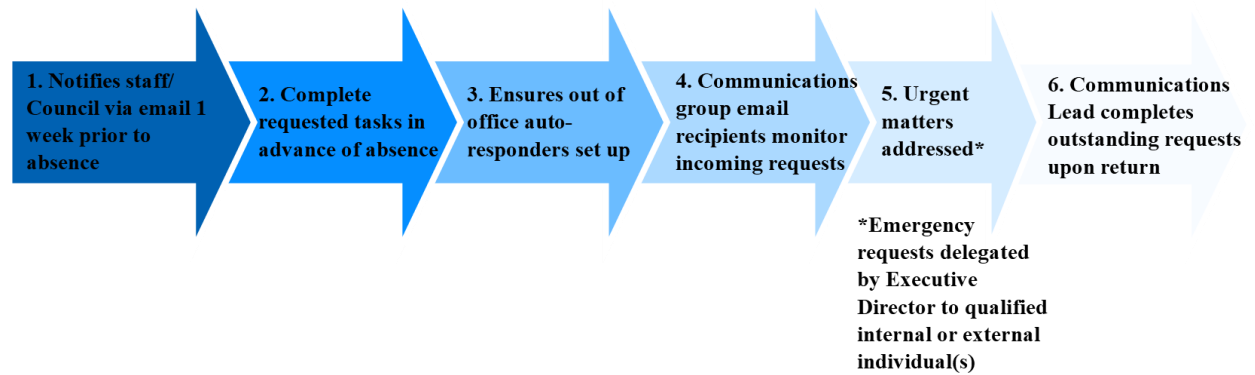 1. Notifies staff/
Council via email 1
week prior to
absence
2. Complete
requested tasks in
advance of absence
3. Ensures out of
office auto-
responders set up
4. Communications
group email
recipients monitor
incoming requests
5. Urgent
matters
addressed*
6. Communications
Lead completes
outstanding requests
upon return
*Emergency
requests delegated
by Executive
Director to qualified
internal or external
individual(s)